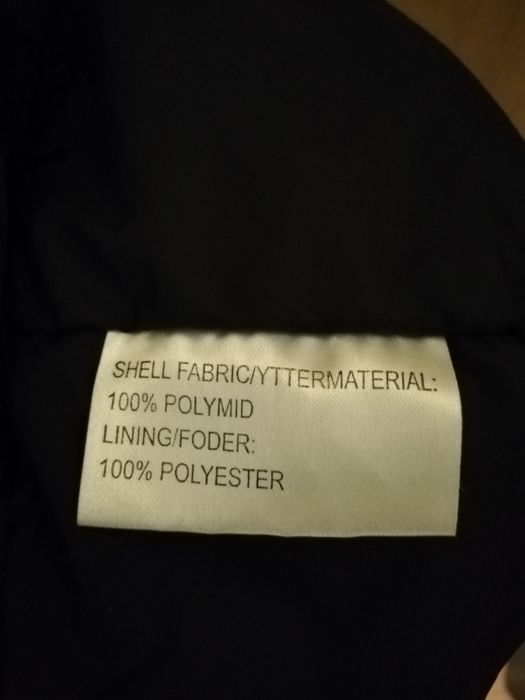 SHELL FABRIC/YTTERMATERIAL:
100% POLYMID
LINING/FODER:
100% POLYESTER